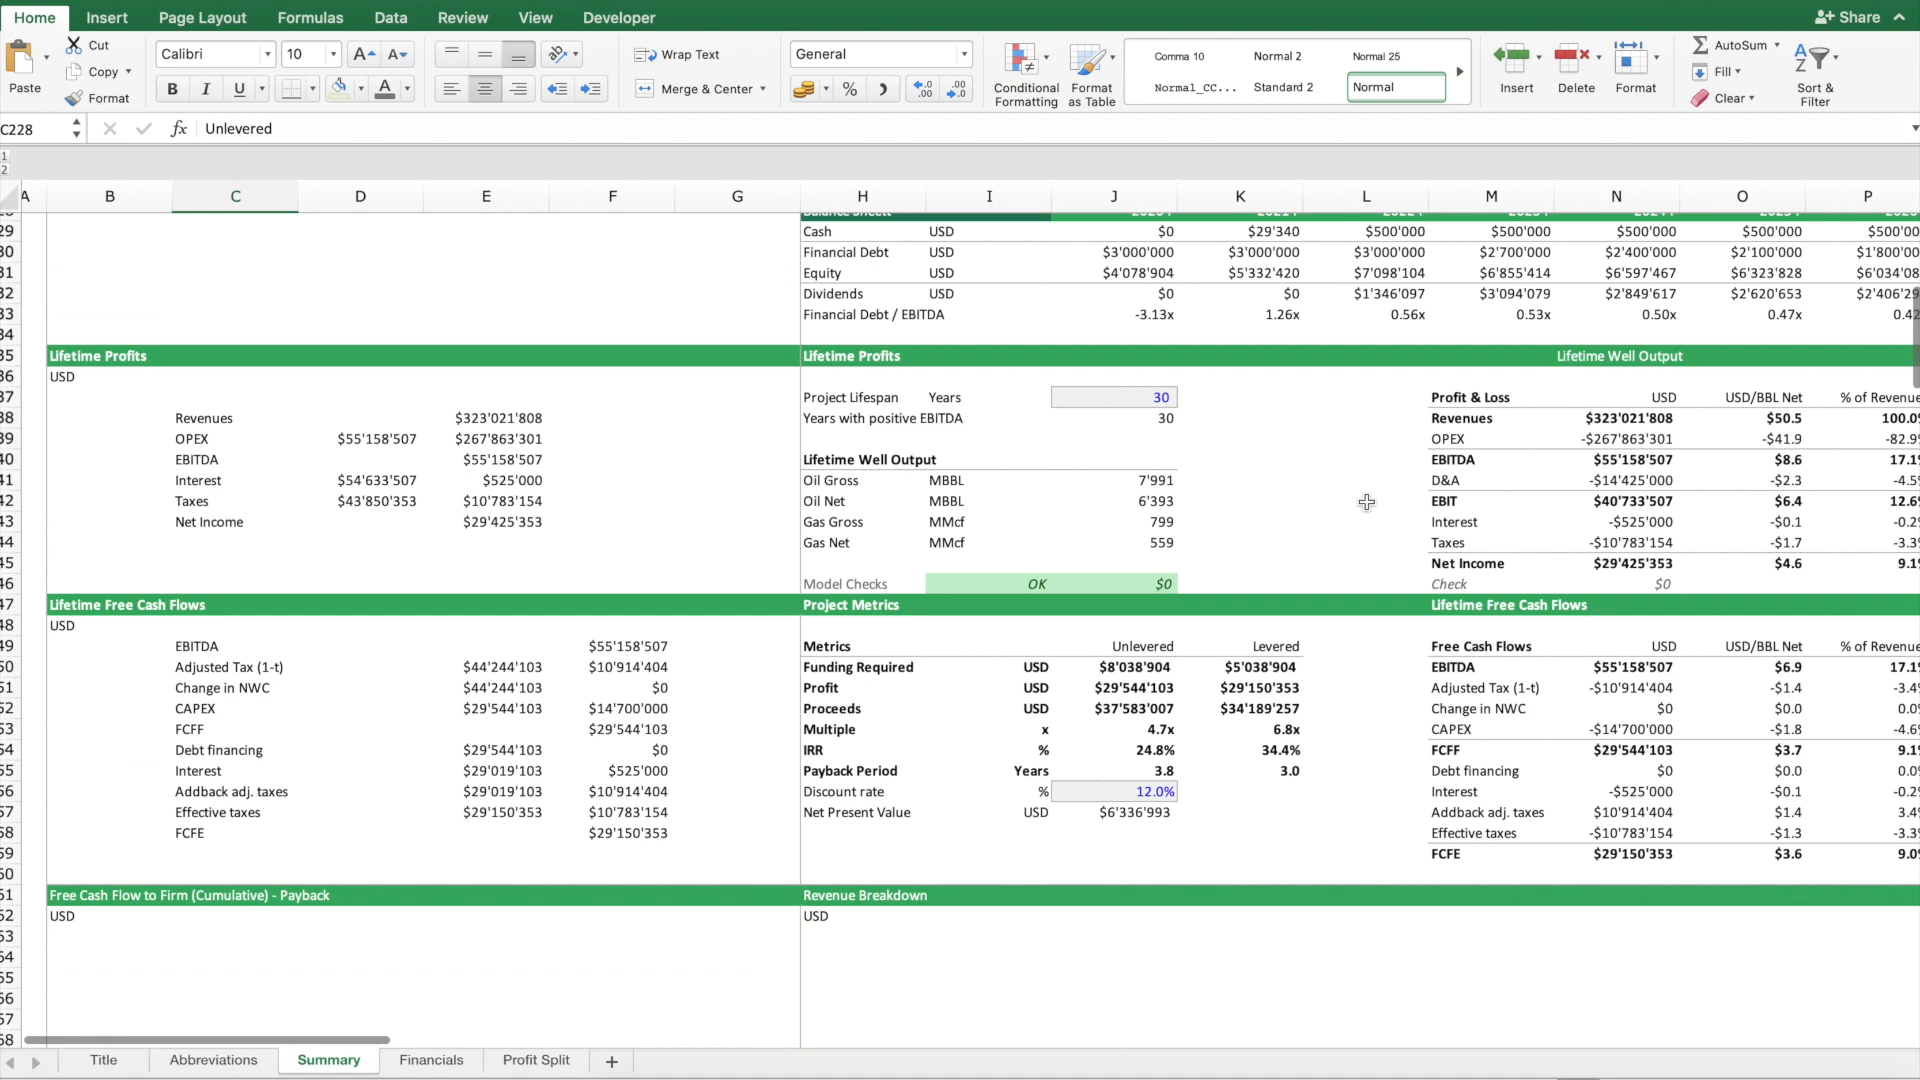 Home Insert Page Layout Formulas Data Review View Developer Share
Paste Cut Copy Format
Calibri 10 A A
B I U A
Wrap Text
Merge & Center
General
% .0 .00 .00 .0
Conditional Formatting Format as Table
Comma 10 Normal 2 Normal 25
Normal_CC... Standard 2 Normal
Insert Delete Format
AutoSum Fill Clear
Sort & Filter
C228 fx Unlevered
1
2
A B C D E F G H I J K L M N O P
29 Cash USD $0 $29'340 $500'000 $500'000 $500'000 $500'000 $500'00
30 Financial Debt USD $3'000'000 $3'000'000 $3'000'000 $2'700'000 $2'400'000 $2'100'000 $1'800'00
31 Equity USD $4'078'904 $5'332'420 $7'098'104 $6'855'414 $6'597'467 $6'323'828 $6'034'08
32 Dividends USD $0 $0 $1'346'097 $3'094'079 $2'849'617 $2'620'653 $2'406'29
33 Financial Debt / EBITDA -3.13x 1.26x 0.56x 0.53x 0.50x 0.47x 0.42
34
35 Lifetime Profits Lifetime Profits Lifetime Well Output
36 USD
37 Project Lifespan Years 30 Profit & Loss USD USD/BBL Net % of Revenue
38 Revenues $323'021'808 Years with positive EBITDA 30 Revenues $323'021'808 $50.5 100.0%
39 OPEX $55'158'507 $267'863'301 OPEX -$267'863'301 -$41.9 -82.9%
40 EBITDA $55'158'507 Lifetime Well Output EBITDA $55'158'507 $8.6 17.1%
41 Interest $54'633'507 $525'000 Oil Gross MBBL 7'991 D&A -$14'425'000 -$2.3 -4.5%
42 Taxes $43'850'353 $10'783'154 Oil Net MBBL 6'393 EBIT $40'733'507 $6.4 12.6%
43 Net Income $29'425'353 Gas Gross MMcf 799 Interest -$525'000 -$0.1 -0.2%
44 Gas Net MMcf 559 Taxes -$10'783'154 -$1.7 -3.3%
45 Net Income $29'425'353 $4.6 9.1%
46 Model Checks OK $0 Check $0
47 Lifetime Free Cash Flows Project Metrics Lifetime Free Cash Flows
48 USD
49 EBITDA $55'158'507 Metrics Unlevered Levered Free Cash Flows USD USD/BBL Net % of Revenue
50 Adjusted Tax (1-t) $44'244'103 $10'914'404 Funding Required USD $8'038'904 $5'038'904 EBITDA $55'158'507 $6.9 17.1%
51 Change in NWC $44'244'103 $0 Profit USD $29'544'103 $29'150'353 Adjusted Tax (1-t) -$10'914'404 -$1.4 -3.4%
52 CAPEX $29'544'103 $14'700'000 Proceeds USD $37'583'007 $34'189'257 Change in NWC $0 $0.0 0.0%
53 FCFF $29'544'103 Multiple x 4.7x 6.8x CAPEX -$14'700'000 -$1.8 -4.6%
54 Debt financing $29'544'103 $0 IRR % 24.8% 34.4% FCFF $29'544'103 $3.7 9.1%
55 Interest $29'019'103 $525'000 Payback Period Years 3.8 3.0 Debt financing $0 $0.0 0.0%
56 Addback adj. taxes $29'019'103 $10'914'404 Discount rate % 12.0% Interest -$525'000 -$0.1 -0.2%
57 Effective taxes $29'150'353 $10'783'154 Net Present Value USD $6'336'993 Addback adj. taxes $10'914'404 $1.4 3.4%
58 FCFE $29'150'353 Effective taxes -$10'783'154 -$1.3 -3.3%
59 FCFE $29'150'353 $3.6 9.0%
60
61 Free Cash Flow to Firm (Cumulative) - Payback Revenue Breakdown
62 USD USD
63
64
65
66
67
68
Title Abbreviations Summary Financials Profit Split +